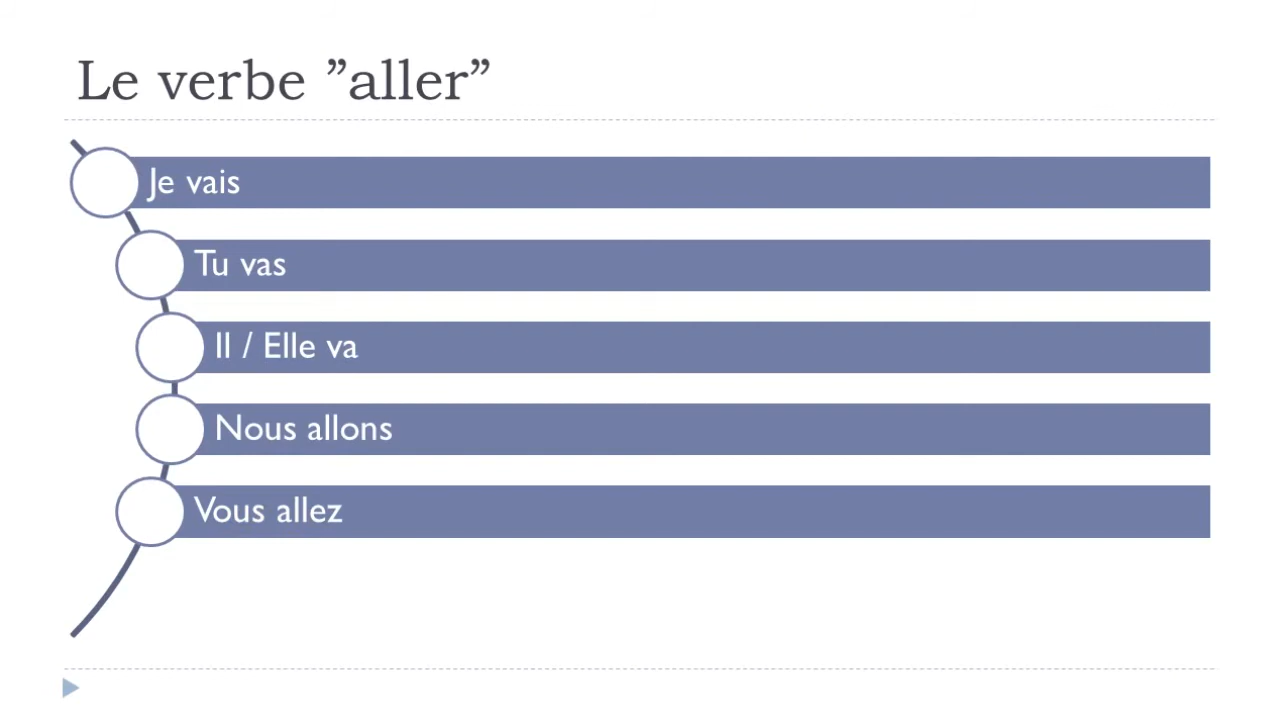 Le verbe ”aller”
Je vais
Tu vas
Il / Elle va
Nous allons
Vous allez